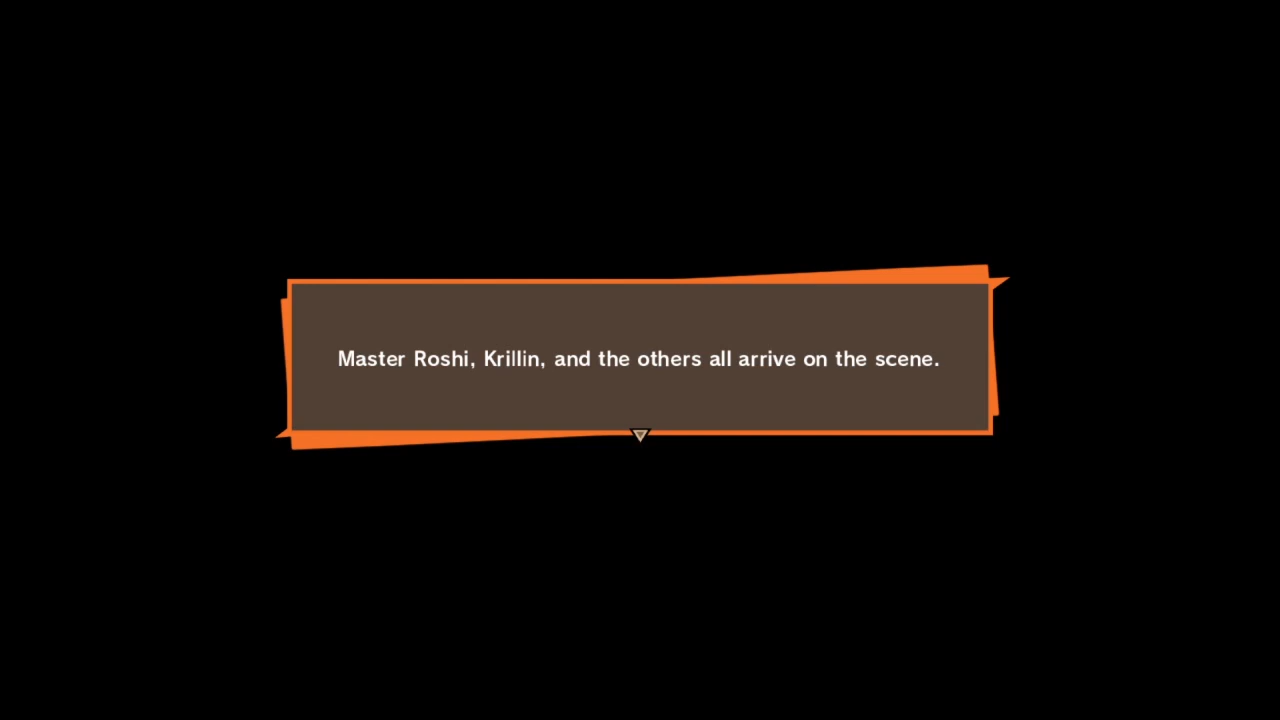 Master Roshi, Krillin, and the others all arrive on the scene.